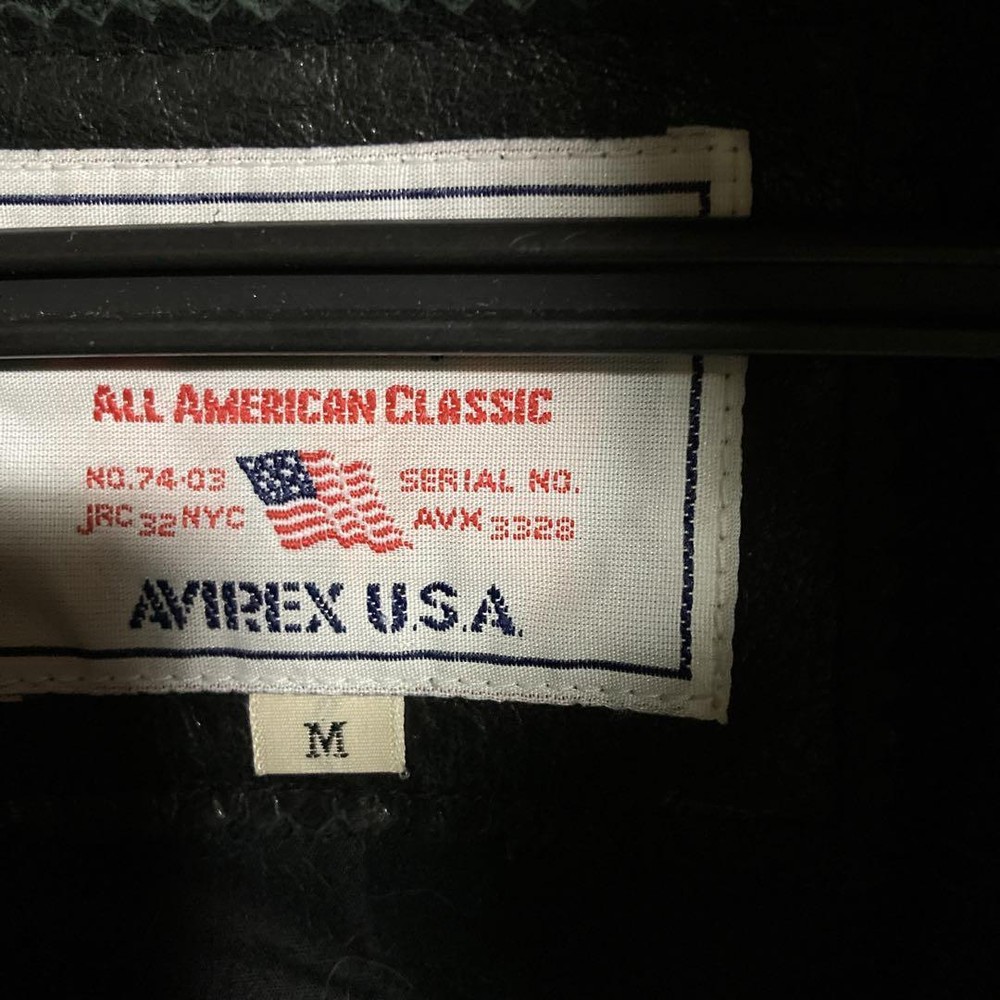 ALL AMERICAN CLASSIC
NO.74-03 SERIAL NO.
JRC 32 NYC AVX 3328
AVIREX U.S.A.
M